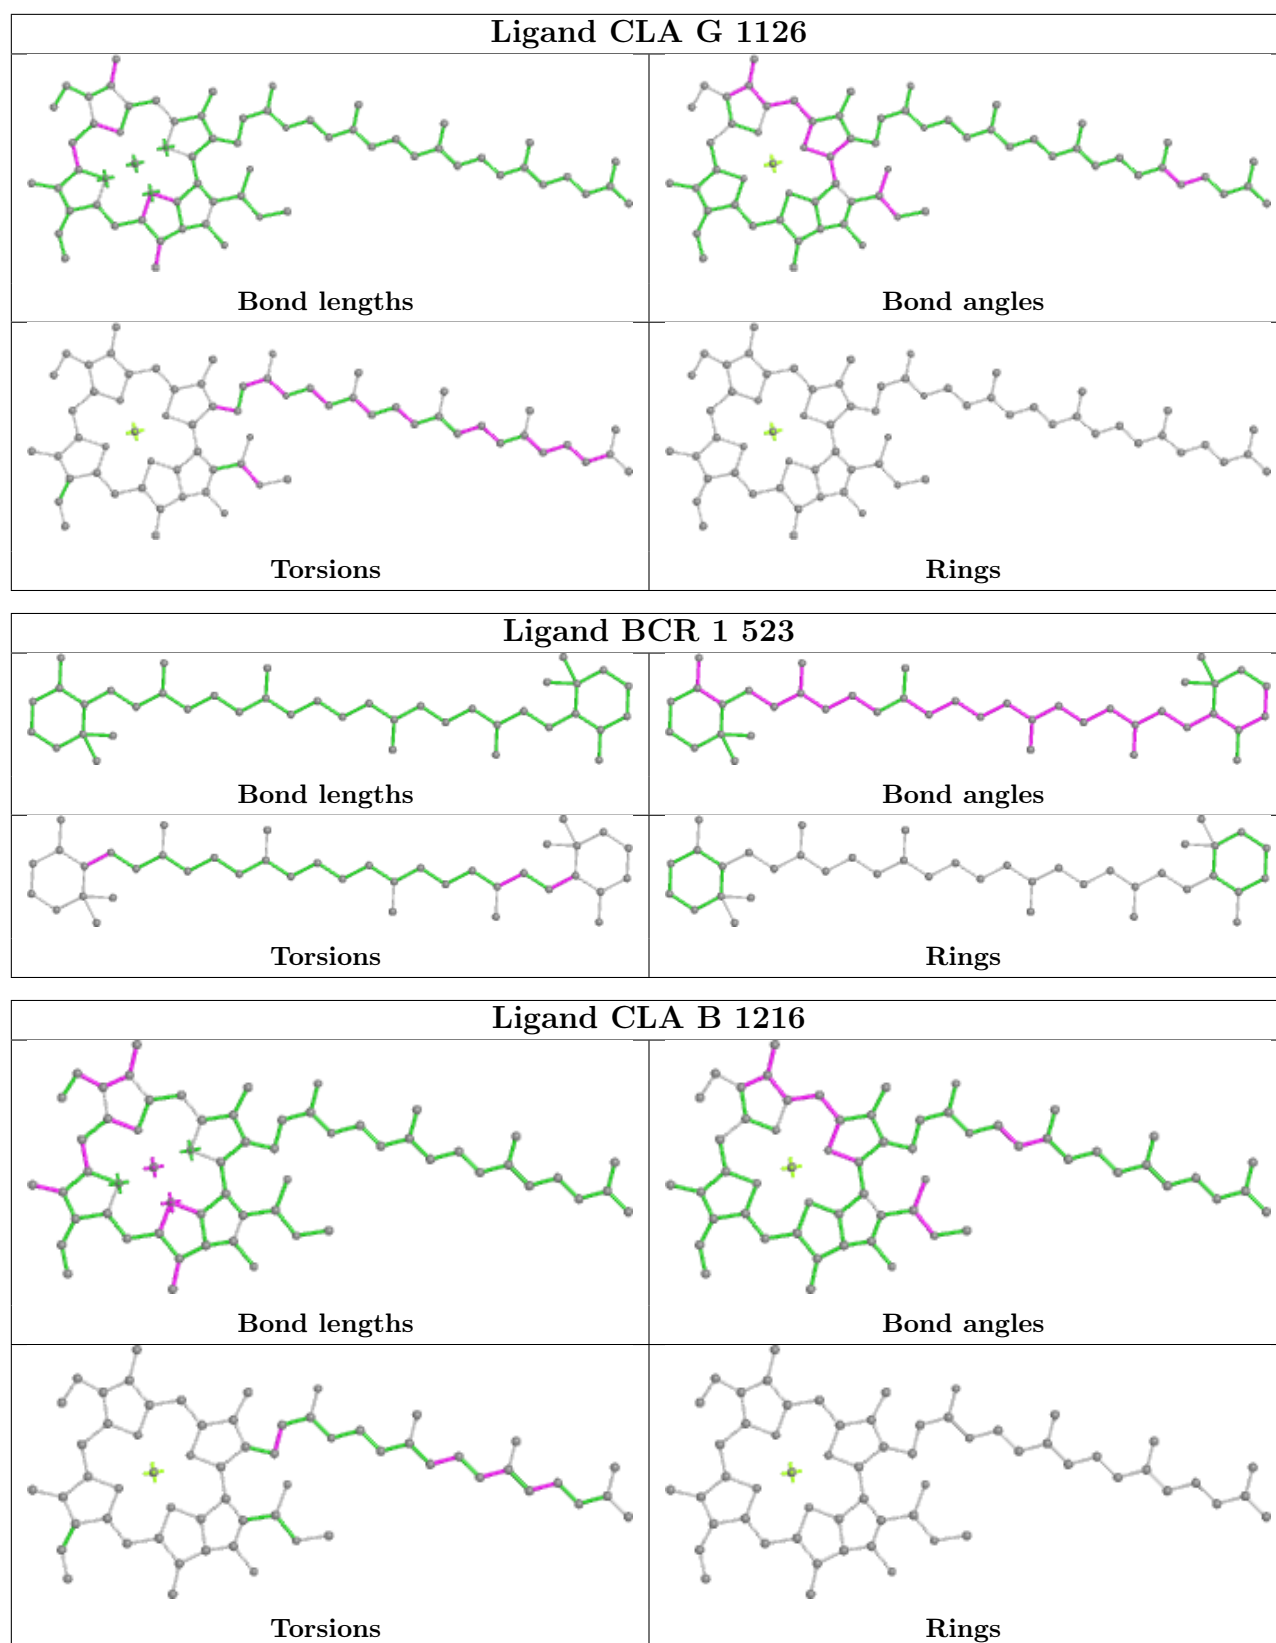 Ligand CLA G 1126
Bond lengths
Bond angles
Torsions
Rings
Ligand BCR 1 523
Bond lengths
Bond angles
Torsions
Rings
Ligand CLA B 1216
Bond lengths
Bond angles
Torsions
Rings